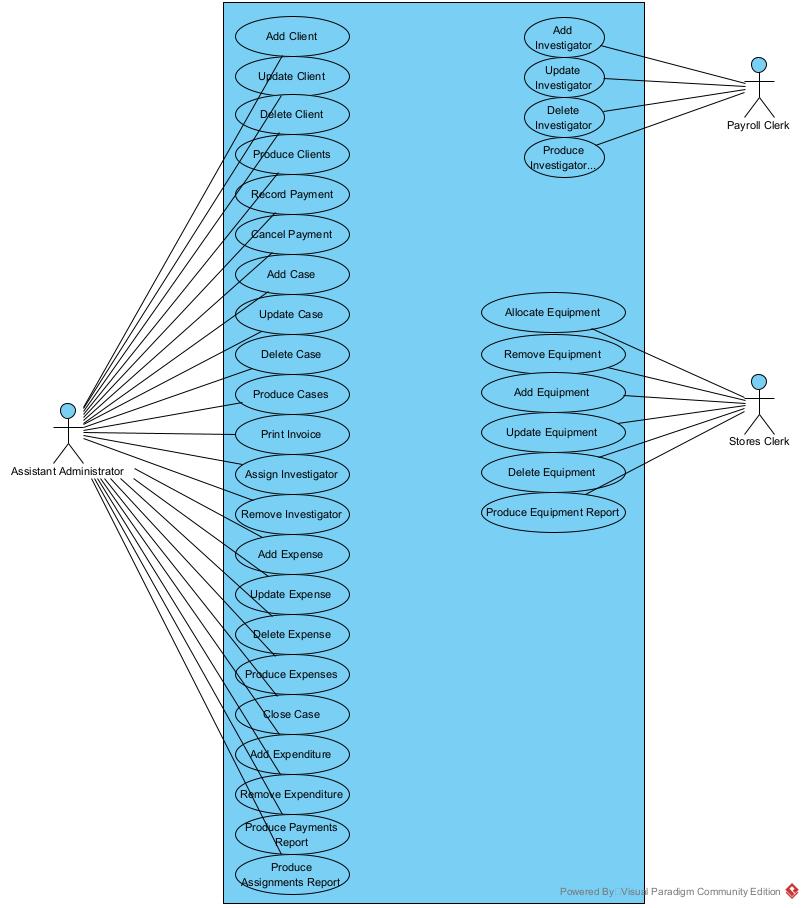 Add Client
Update Client
Delete Client
Produce Clients
Record Payment
Cancel Payment
Add Case
Update Case
Delete Case
Produce Cases
Print Invoice
Assign Investigator
Remove Investigator
Add Expense
Update Expense
Delete Expense
Produce Expenses
Close Case
Add Expenditure
Remove Expenditure
Produce Payments
Report
Produce
Assignments Report
Assistant Administrator
Add
Investigator
Update
Investigator
Delete
Investigator
Produce
Investigator...
Payroll Clerk
Allocate Equipment
Remove Equipment
Add Equipment
Update Equipment
Delete Equipment
Produce Equipment Report
Stores Clerk
Powered By Visual Paradigm Community Edition